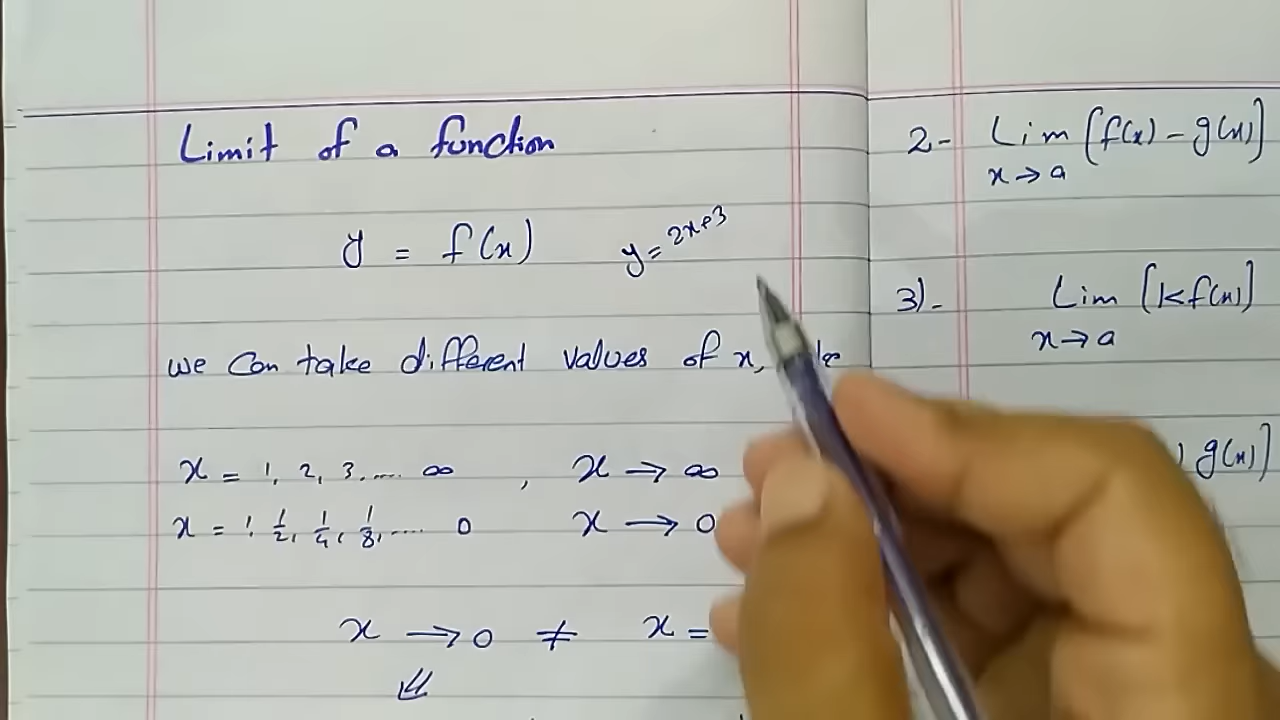 Limit of a function
y = f(x) y = 2x+3
we can take different values of x,
x = 1, 2, 3, .... ∞ , x → ∞
x = 1, 1/2, 1/4, 1/8, .... 0 x → 0
x → 0 ≠ x =
2- Lim [f(x) - g(x)]
x → a
3)- Lim [kf(x)]
x → a
g(x)]